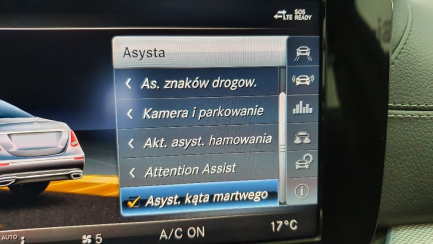 SOS
LTE READY
Asysta
As. znaków drogow.
Kamera i parkowanie
Akt. asyst. hamowania
Attention Assist
Asyst. kąta martwego
AUTO
5
A/C ON
17°C